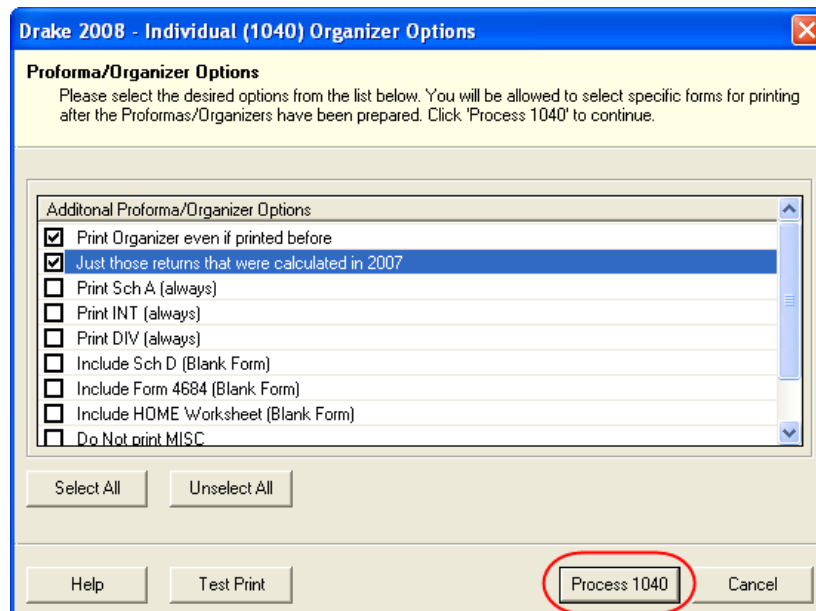 Drake 2008 - Individual (1040) Organizer Options
Proforma/Organizer Options
Please select the desired options from the list below. You will be allowed to select specific forms for printing
after the Proformas/Organizers have been prepared. Click 'Process 1040' to continue.
Additonal Proforma/Organizer Options
Print Organizer even if printed before
Just those returns that were calculated in 2007
Print Sch A (always)
Print INT (always)
Print DIV (always)
Include Sch D (Blank Form)
Include Form 4684 (Blank Form)
Include HOME Worksheet (Blank Form)
Do Not print MISC
Select All
Unselect All
Help
Test Print
Process 1040
Cancel